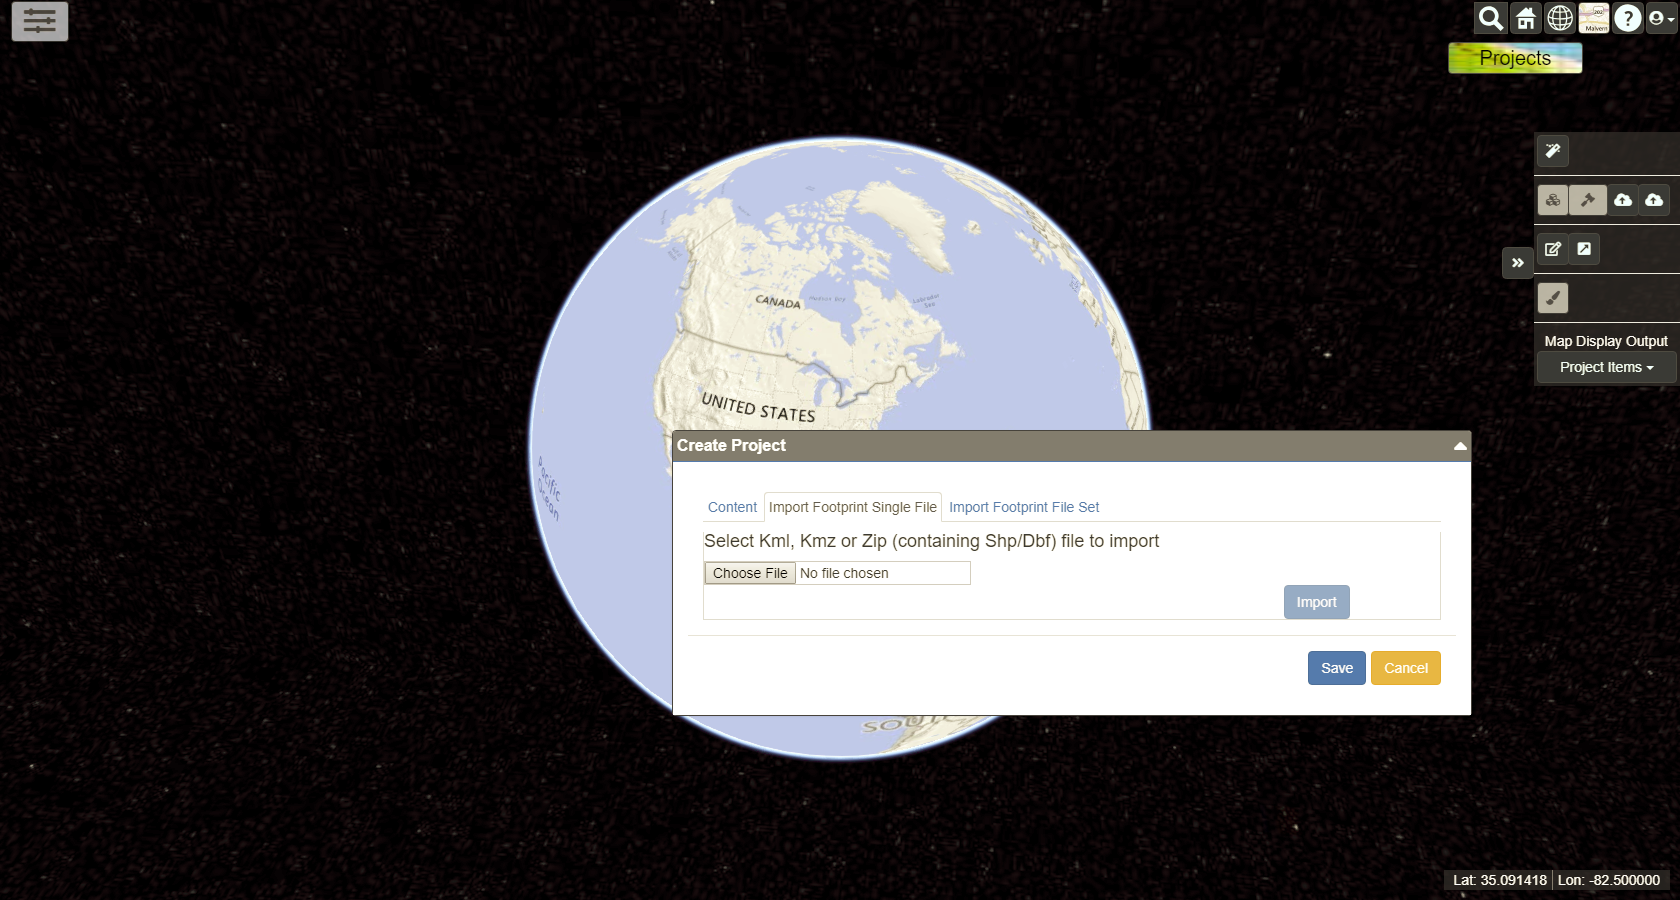 202
Malvern
?
Projects
Map Display Output
Project Items
CANADA
Hudson Bay
Labrador
Sea
UNITED STATES
Pacific
Ocean
Create Project
Content
Import Footprint Single File
Import Footprint File Set
Select Kml, Kmz or Zip (containing Shp/Dbf) file to import
Choose File No file chosen
Import
Save
Cancel
Lat: 35.091418 Lon: -82.500000